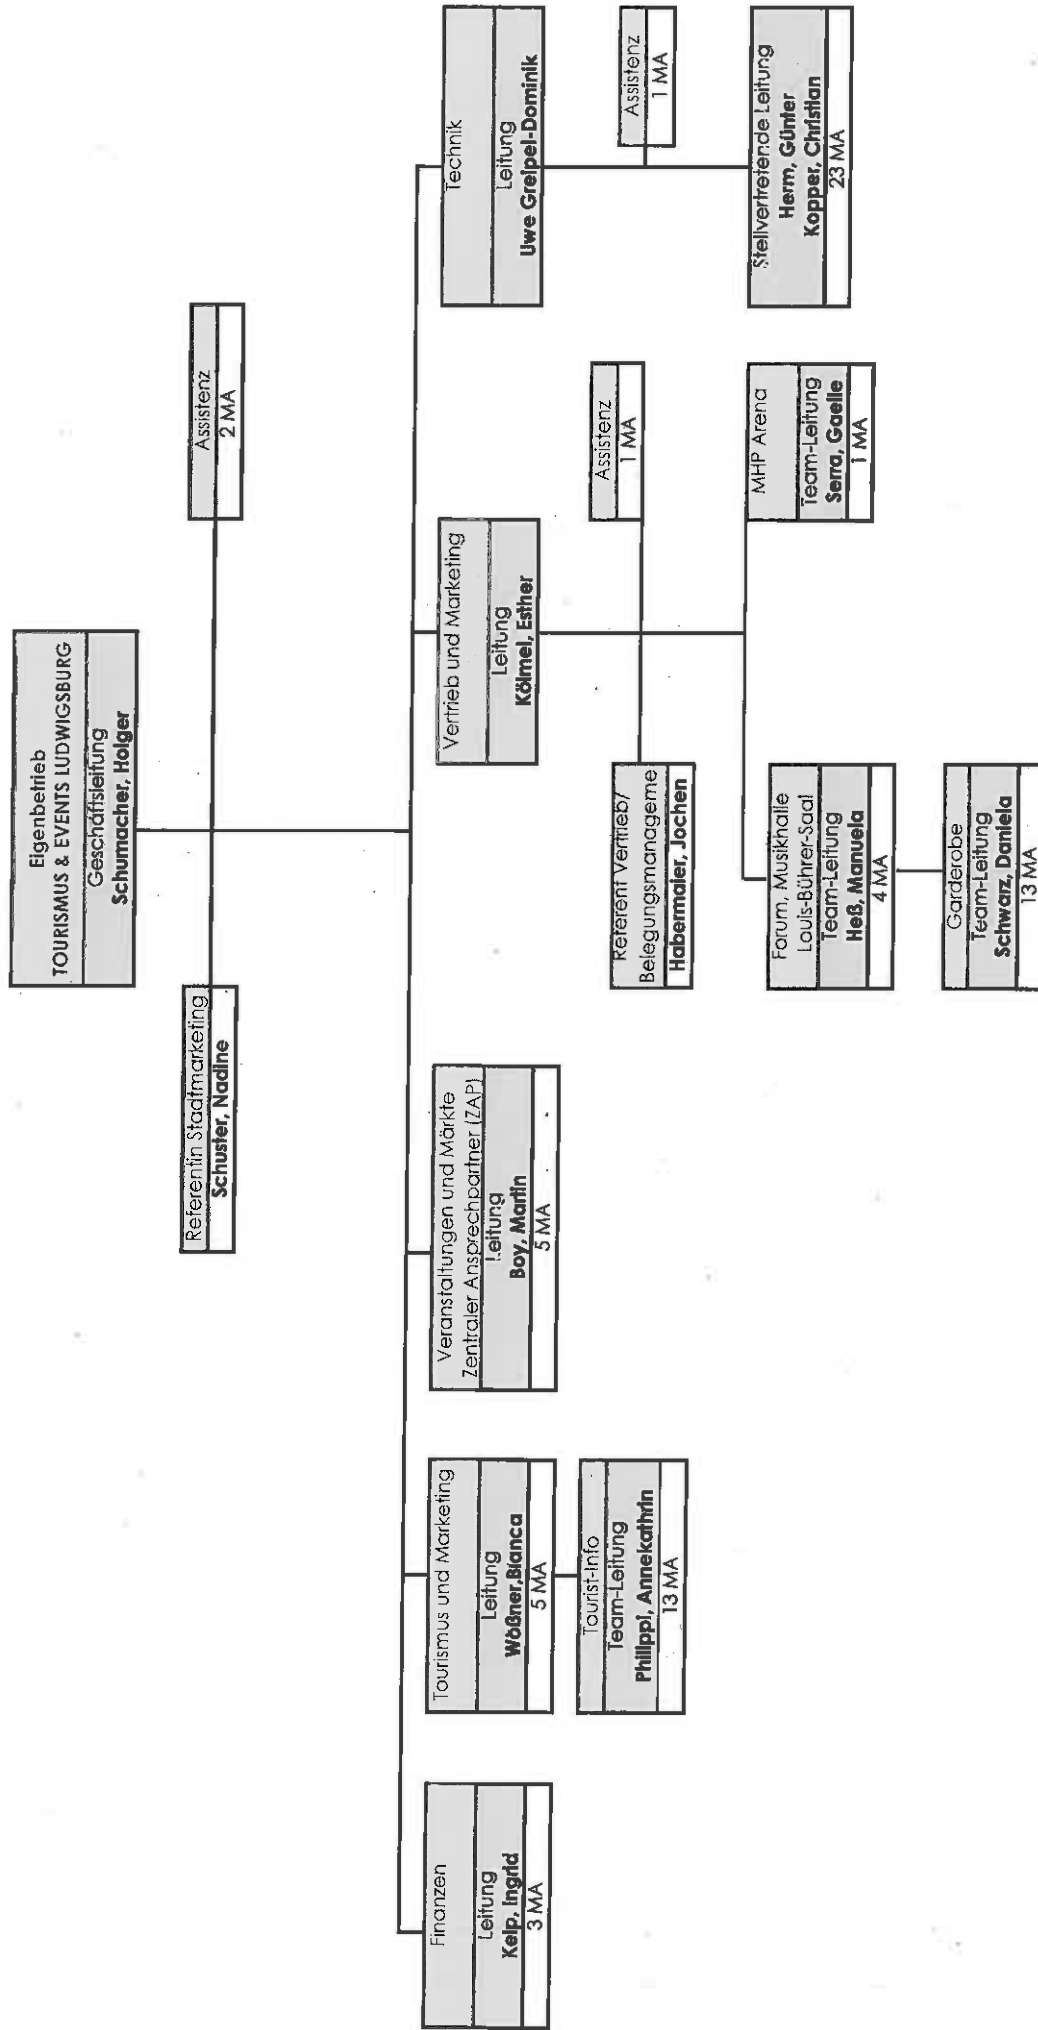 Eigenbetrieb
TOURISMUS & EVENTS LUDWIGSBURG
Geschäftsleitung
Schumacher, Holger
Referentin Stadtmarketing
Schuster, Nadine
Assistenz
2 MA
Finanzen
Leitung
Kelp, Ingrid
3 MA
Tourismus und Marketing
Leitung
Wößner,Bianca
5 MA
Tourist-Info
Team-Leitung
Philippi, Annekathrin
13 MA
Veranstaltungen und Märkte
Zentraler Ansprechpartner (ZAP)
Leitung
Boy, Martin
5 MA
Vertrieb und Marketing
Leitung
Kölmel, Esther
Assistenz
1 MA
Referent Vertrieb/
Belegungsmanageme
Habermaier, Jochen
Forum, Musikhalle
Louis-Bührer-Saal
Team-Leitung
Heß, Manuela
4 MA
Garderobe
Team-Leitung
Schwarz, Daniela
13 MA
MHP Arena
Team-Leitung
Serra, Gaelle
1 MA
Technik
Leitung
Uwe Greipel-Dominik
Assistenz
1 MA
Stellvertretende Leitung
Herm, Günter
Kopper, Christian
23 MA